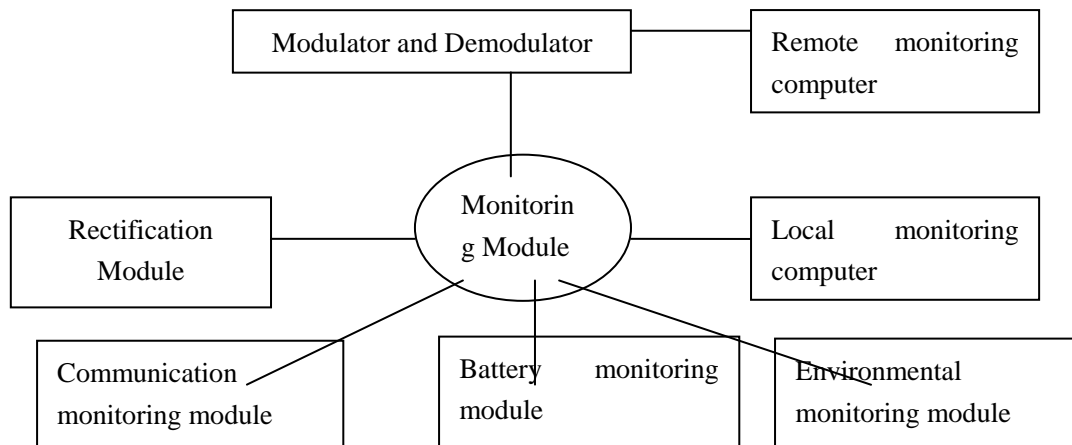 Modulator and Demodulator
Remote monitoring
computer
Monitorin
g Module
Rectification
Module
Local monitoring
computer
Communication
monitoring module
Battery monitoring
module
Environmental
monitoring module